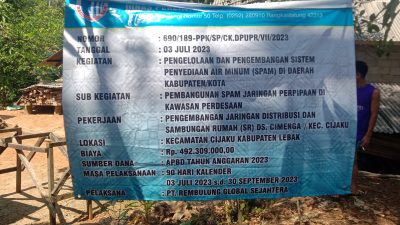 Nomor 50 Telp. (0252) 280910 Rangkasbitung 42313
NOMOR : 690/189-PPK/SP/CK.DPUPR/VII/2023
TANGGAL : 03 JULI 2023
KEGIATAN : PENGELOLAAN DAN PENGEMBANGAN SISTEM
PENYEDIAAN AIR MINUM (SPAM) DI DAERAH
KABUPATEN/KOTA
SUB KEGIATAN : PEMBANGUNAN SPAM JARINGAN PERPIPAAN DI
KAWASAN PERDESAAN
PEKERJAAN : PENGEMBANGAN JARINGAN DISTRIBUSI DAN
SAMBUNGAN RUMAH (SR) DS. CIMENGA / KEC. CIJAKU
LOKASI : KECAMATAN CIJAKU KABUPATEN LEBAK
BIAYA : Rp. 492.309.000,00
SUMBER DANA : APBD TAHUN ANGGARAN 2023
MASA PELAKSANAAN : 90 HARI KALENDER
03 JULI 2023 s.d. 30 SEPTEMBER 2023
PELAKSANA : PT. REMBULUNG GLOBAL SEJAHTERA